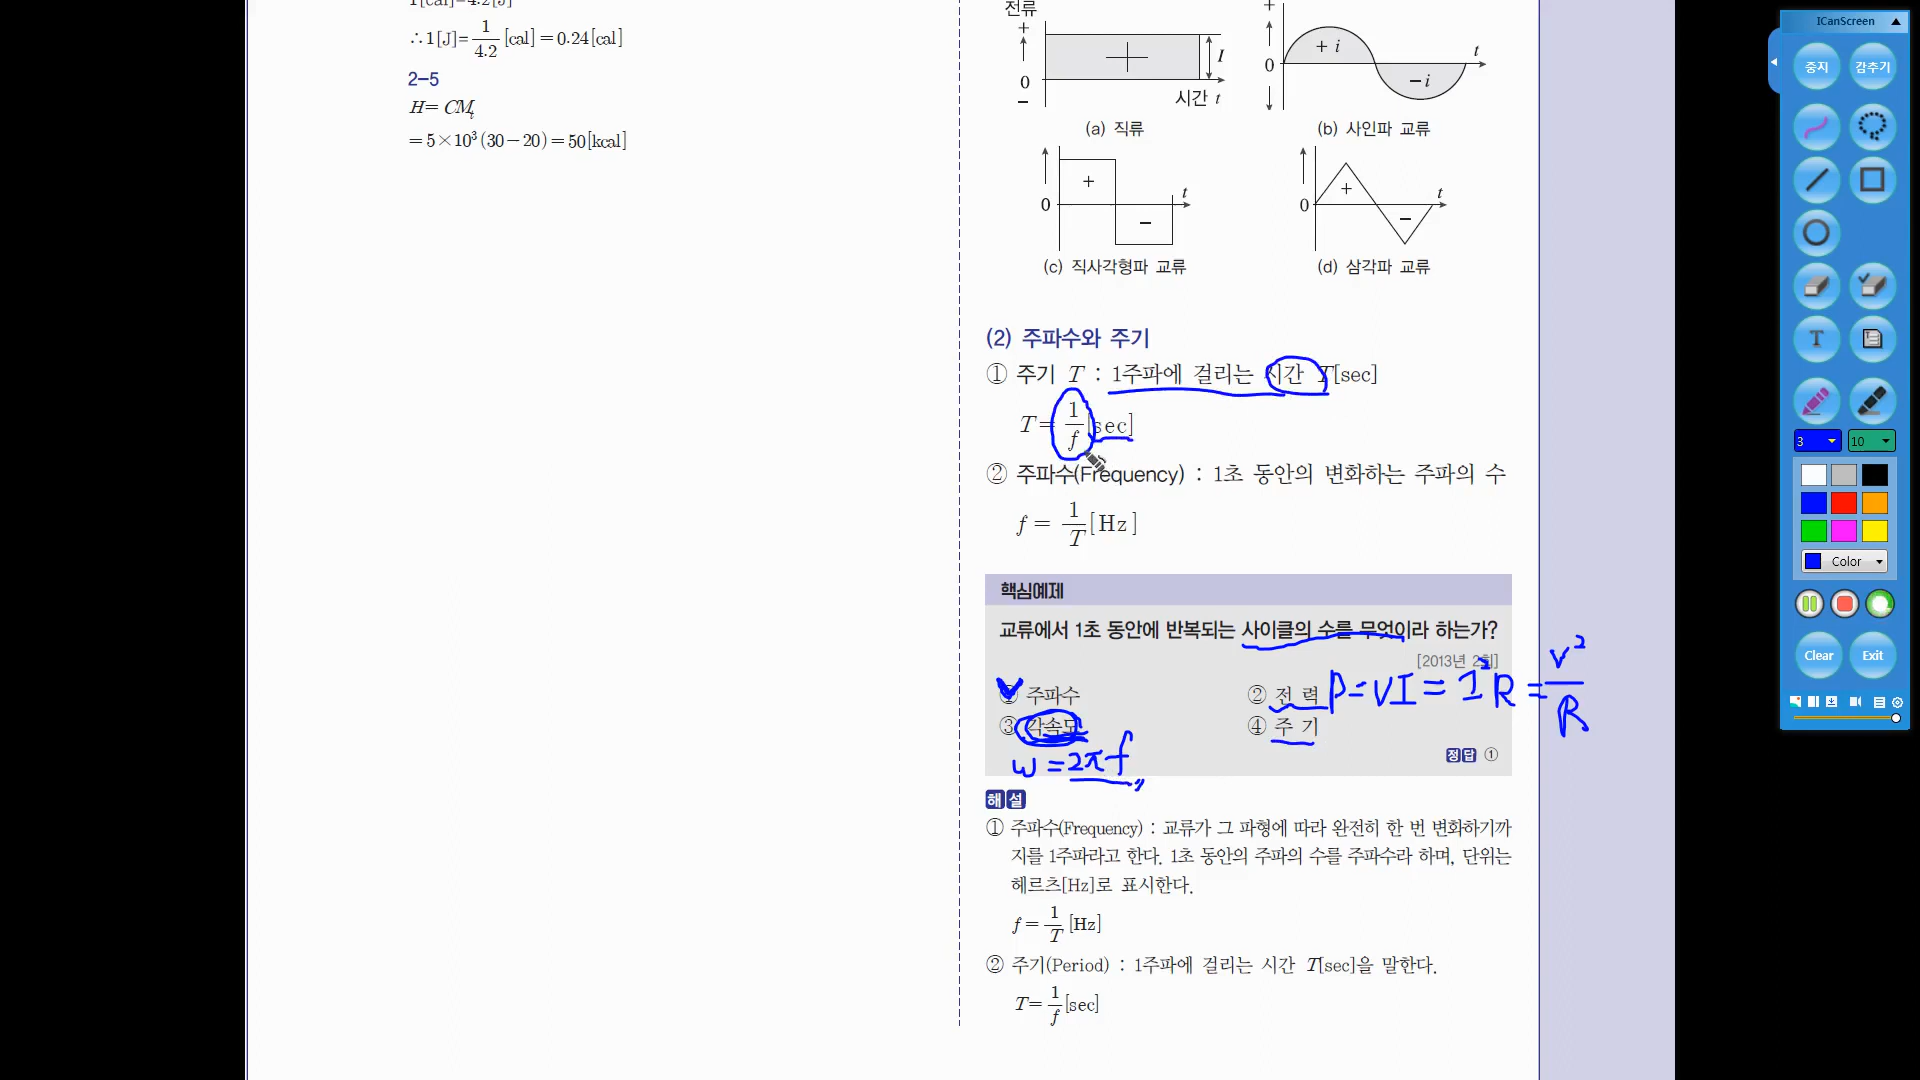 1[cal]=4.2[J]
∴1[J]=1/4.2[cal]=0.24[cal]
2-5
H= CMt
=5×10³(30-20)=50[kcal]
전류
+
0
-
I
시간 t
(a) 직류
+
0
+ i
- i
t
(b) 사인파 교류
0
+
-
t
(c) 직사각형파 교류
0
+
-
t
(d) 삼각파 교류
(2) 주파수와 주기
① 주기 T : 1주파에 걸리는 시간 T[sec]
T= 1/f [sec]
② 주파수(Frequency) : 1초 동안의 변화하는 주파의 수
f = 1/T [Hz]
핵심예제
교류에서 1초 동안에 반복되는 사이클의 수를 무엇이라 하는가?
[2013년 2회]
① 주파수
② 전 력 P=VI=I²R=V²/R
③ 각속도
④ 주 기
ω=2πf
정답 ①
해설
① 주파수(Frequency) : 교류가 그 파형에 따라 완전히 한 번 변화하기까
지를 1주파라고 한다. 1초 동안의 주파의 수를 주파수라 하며, 단위는
헤르츠[Hz]로 표시한다.
f = 1/T [Hz]
② 주기(Period) : 1주파에 걸리는 시간 T[sec]을 말한다.
T= 1/f [sec]
ICanScreen
중지
감추기
T
3
10
Color
Clear
Exit